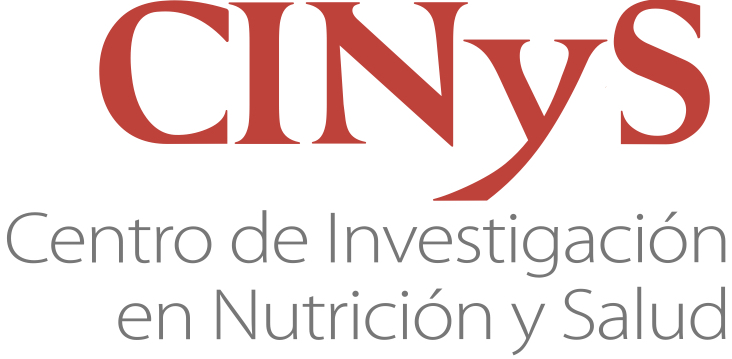 CINyS
Centro de Investigación
en Nutrición y Salud